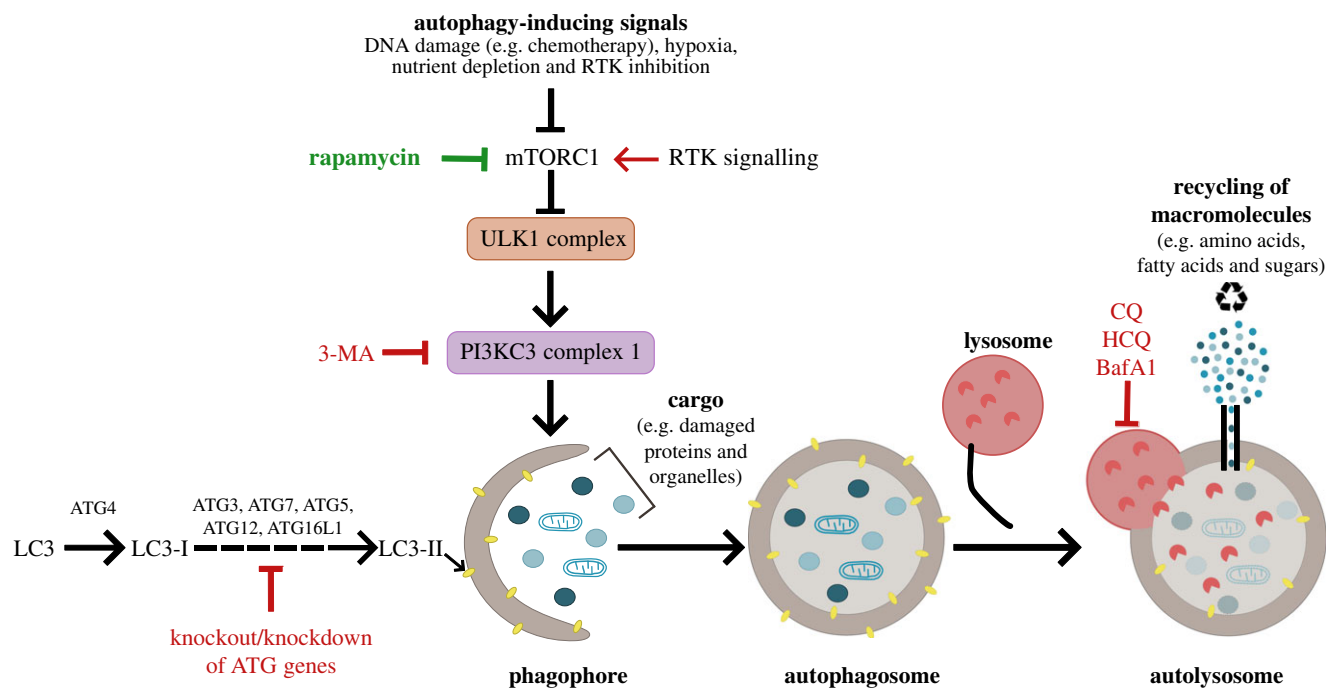 autophagy-inducing signals
DNA damage (e.g. chemotherapy), hypoxia,
nutrient depletion and RTK inhibition
rapamycin
mTORC1
RTK signalling
ULK1 complex
3-MA
PI3KC3 complex 1
cargo
(e.g. damaged
proteins and
organelles)
lysosome
recycling of
macromolecules
(e.g. amino acids,
fatty acids and sugars)
CQ
HCQ
BafA1
LC3
ATG4
LC3-I
ATG3, ATG7, ATG5,
ATG12, ATG16L1
LC3-II
knockout/knockdown
of ATG genes
phagophore
autophagosome
autolysosome